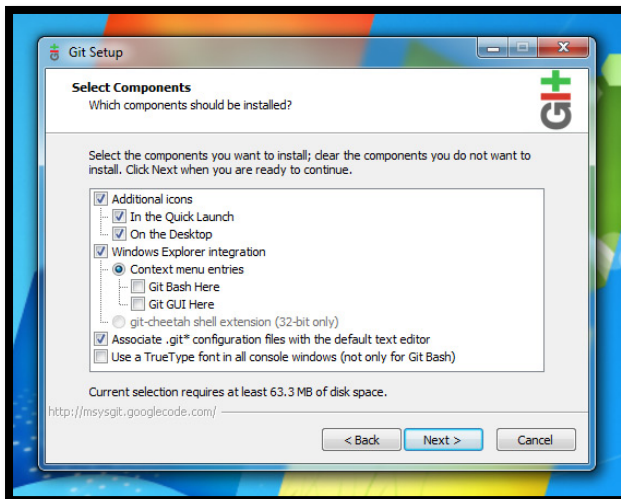 Git Setup
Select Components
Which components should be installed?
Git
Select the components you want to install; clear the components you do not want to
install. Click Next when you are ready to continue.
Additional icons
In the Quick Launch
On the Desktop
Windows Explorer integration
Context menu entries
Git Bash Here
Git GUI Here
git-cheetah shell extension (32-bit only)
Associate .git* configuration files with the default text editor
Use a TrueType font in all console windows (not only for Git Bash)
Current selection requires at least 63.3 MB of disk space.
http://msysgit.googlecode.com/
< Back
Next >
Cancel